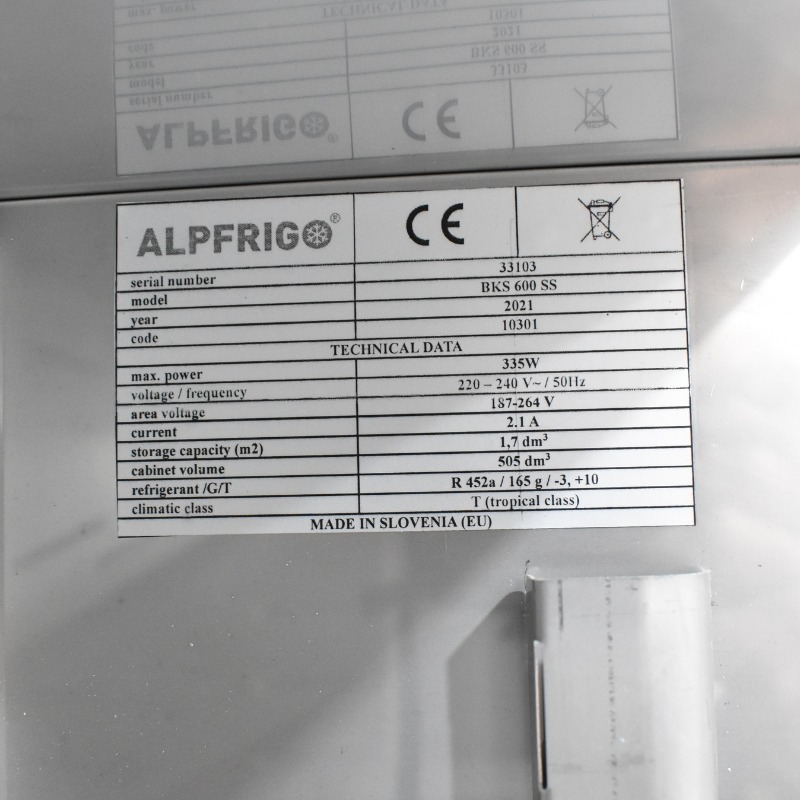 ALPFRIGO® CE
serial number 33103
model BKS 600 SS
year 2021
code 10301
TECHNICAL DATA
max. power 335W
voltage / frequency 220 – 240 V~ / 50Hz
area voltage 187-264 V
current 2.1 A
storage capacity (m2) 1,7 dm³
cabinet volume 505 dm³
refrigerant /G/T R 452a / 165 g / -3, +10
climatic class T (tropical class)
MADE IN SLOVENIA (EU)